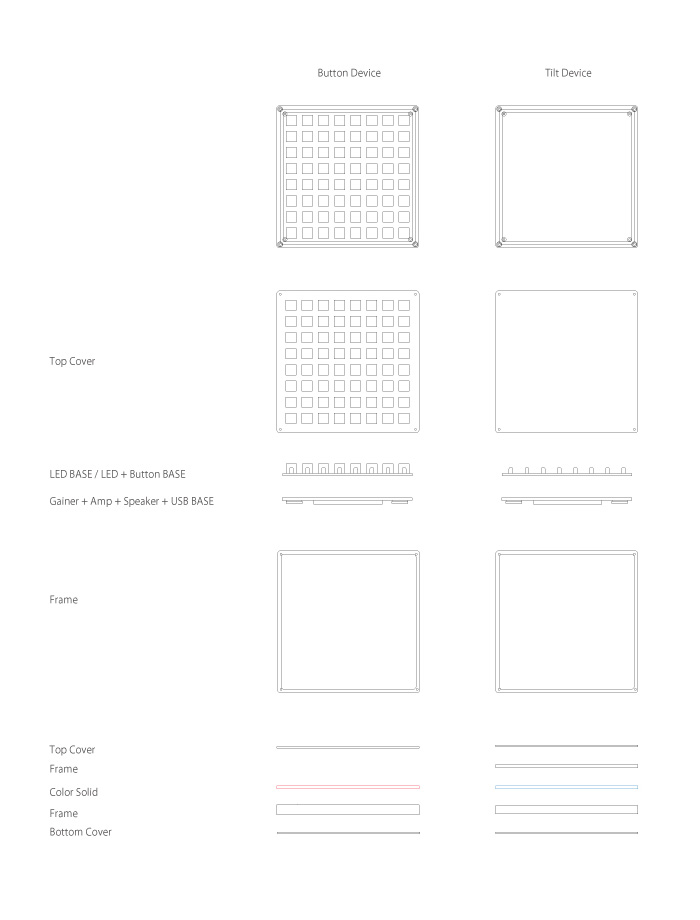 Button Device
Tilt Device
Top Cover
LED BASE / LED + Button BASE
Gainer + Amp + Speaker + USB BASE
Frame
Top Cover
Frame
Color Solid
Frame
Bottom Cover